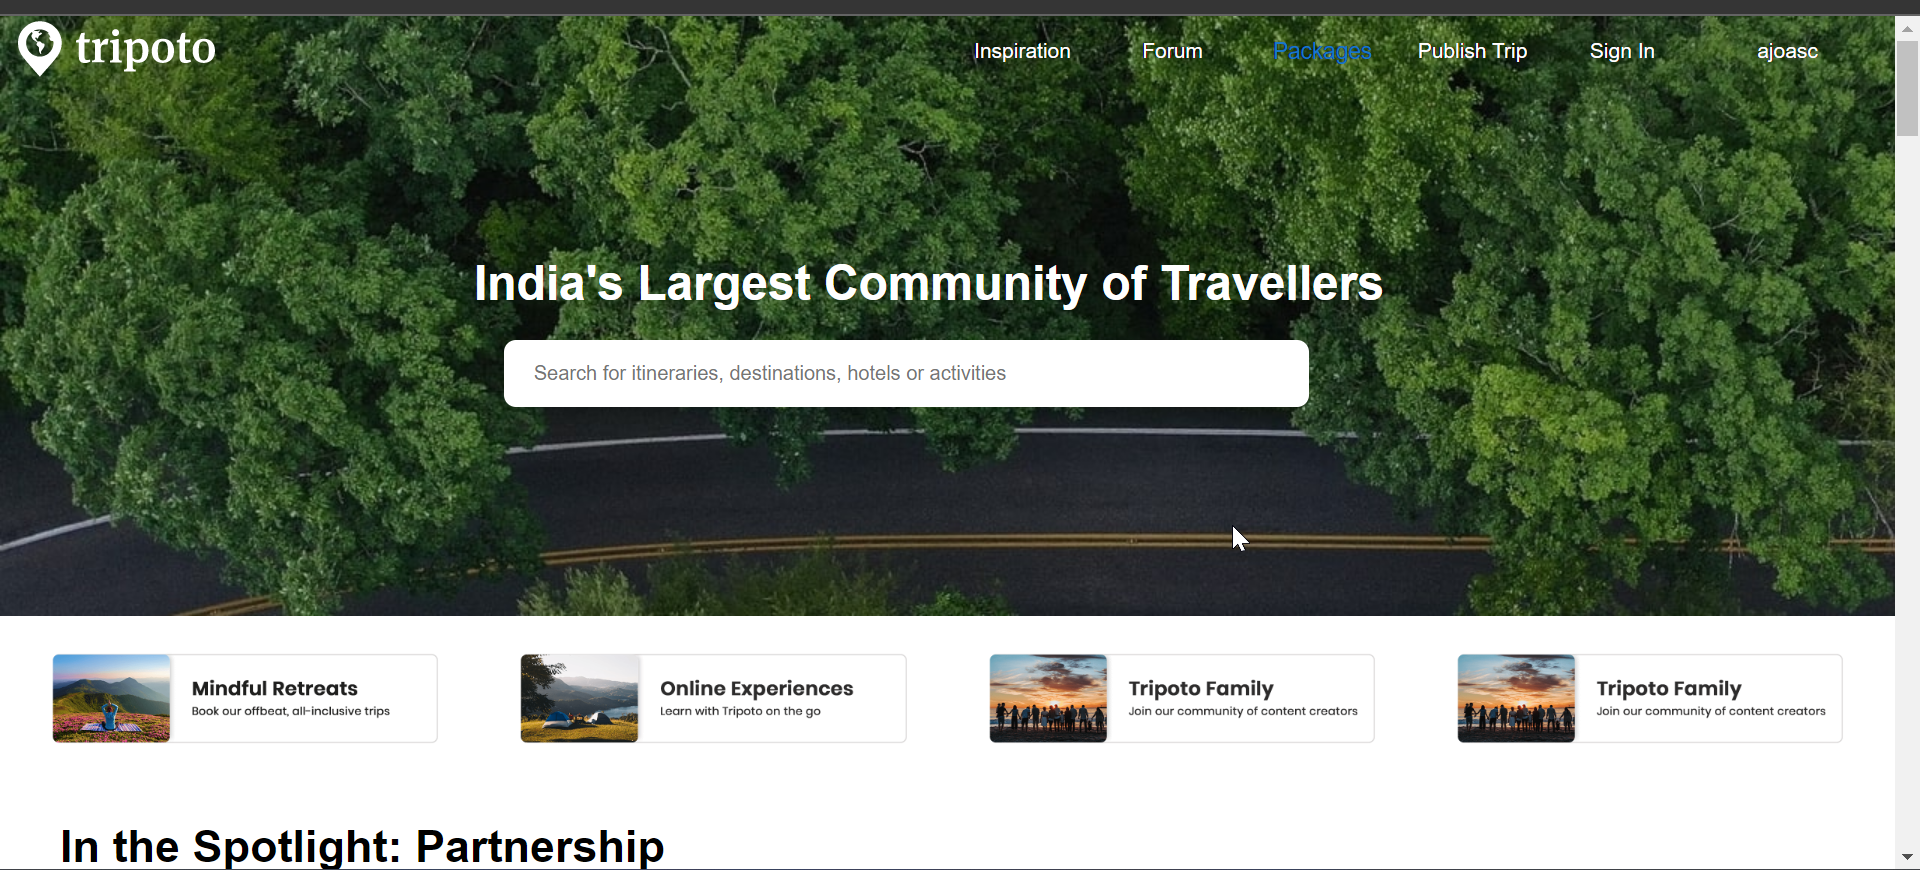 tripoto
Inspiration
Forum
Packages
Publish Trip
Sign In
ajoasc
India's Largest Community of Travellers
Search for itineraries, destinations, hotels or activities
Mindful Retreats
Book our offbeat, all-inclusive trips
Online Experiences
Learn with Tripoto on the go
Tripoto Family
Join our community of content creators
Tripoto Family
Join our community of content creators
In the Spotlight: Partnership